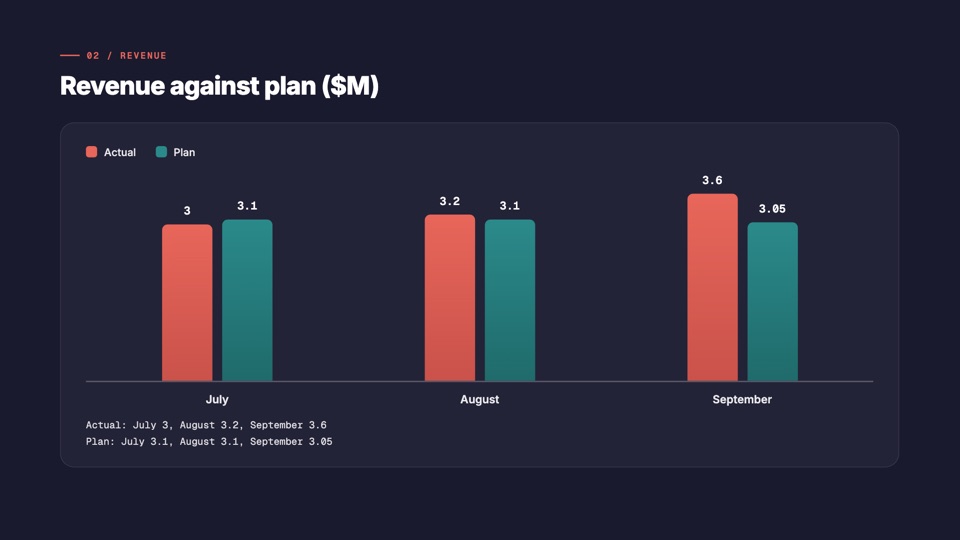 02 / REVENUE
Revenue against plan ($M)
Actual Plan
3 3.1 3.2 3.1 3.6 3.05
July August September
Actual: July 3, August 3.2, September 3.6
Plan: July 3.1, August 3.1, September 3.05